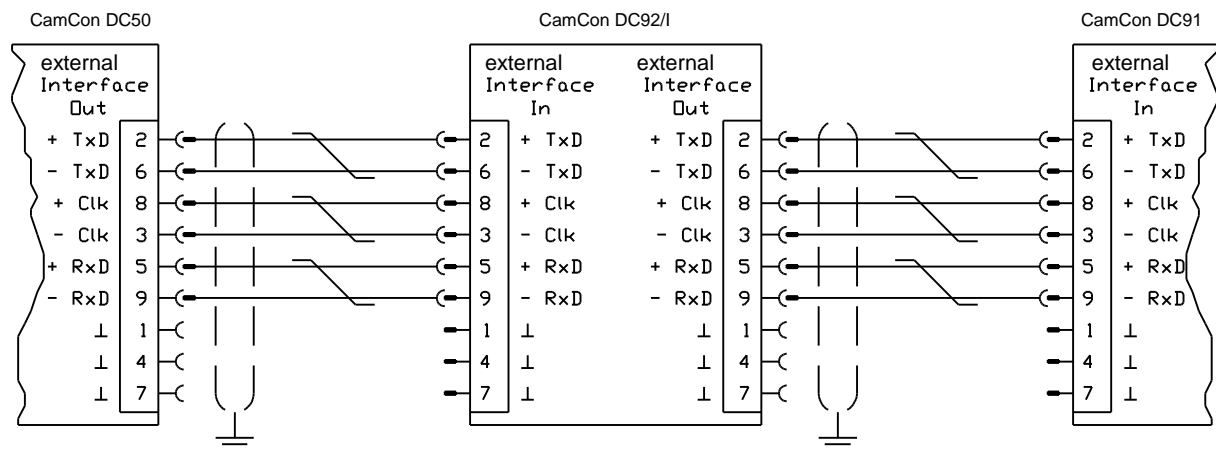 CamCon DC50 CamCon DC92/I CamCon DC91
external external external external
Interface Interface Interface Interface
Out In Out In
+ TxD 2 2 + TxD + TxD 2 2 + TxD
- TxD 6 6 - TxD - TxD 6 6 - TxD
+ Clk 8 8 + Clk + Clk 8 8 + Clk
- Clk 3 3 - Clk - Clk 3 3 - Clk
+ RxD 5 5 + RxD + RxD 5 5 + RxD
- RxD 9 9 - RxD - RxD 9 9 - RxD
⊥ 1 1 ⊥ ⊥ 1 1 ⊥
⊥ 4 4 ⊥ ⊥ 4 4 ⊥
⊥ 7 7 ⊥ ⊥ 7 7 ⊥